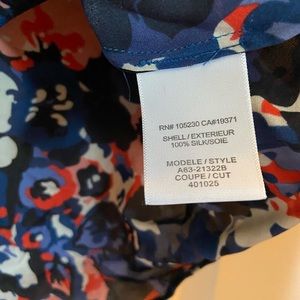 RN# 105230 CA#19371
SHELL / EXTERIEUR
100% SILK/SOIE
MODELE / STYLE
A63-21322B
COUPE / CUT
401025